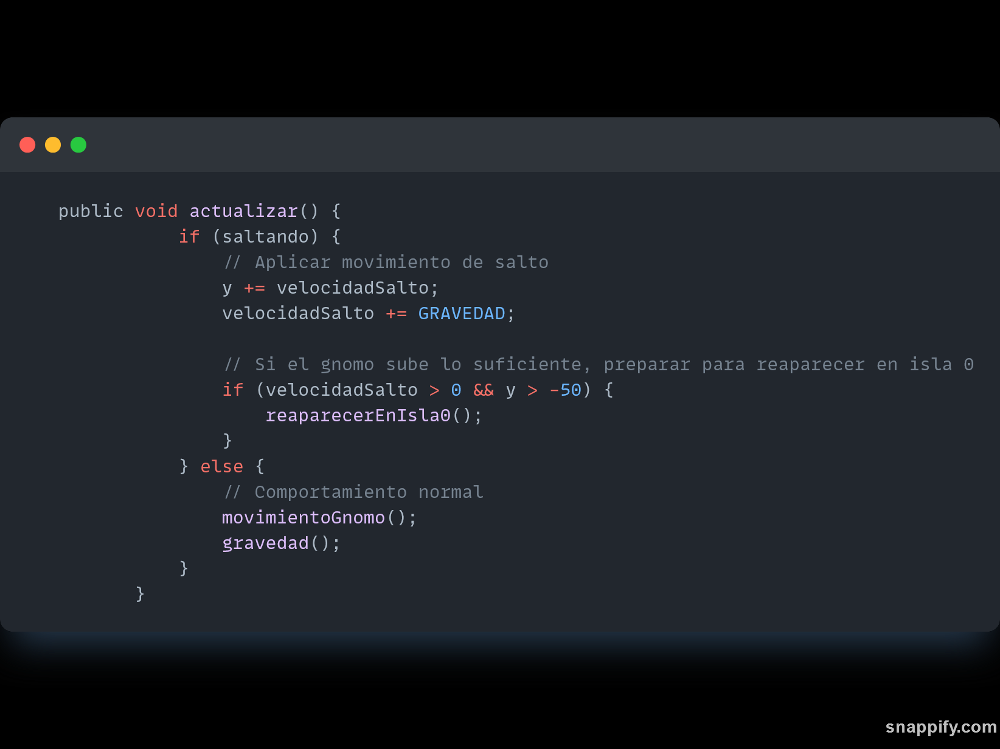 public void actualizar() {
if (saltando) {
// Aplicar movimiento de salto
y += velocidadSalto;
velocidadSalto += GRAVEDAD;
// Si el gnomo sube lo suficiente, preparar para reaparecer en isla 0
if (velocidadSalto > 0 && y > -50) {
reaparecerEnIsla0();
}
} else {
// Comportamiento normal
movimientoGnomo();
gravedad();
}
}
snappify.com